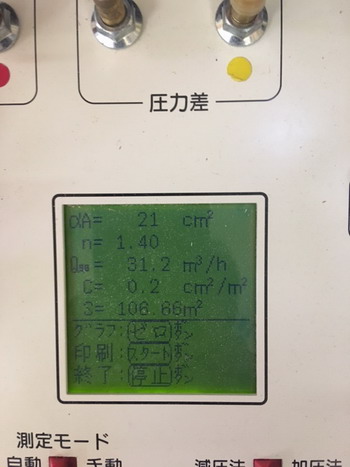 圧力差
αA= 21 cm²
n= 1.40
Q9.8= 31.2 m³/h
C= 0.2 cm²/m²
S= 106.66m²
グラフ:(ゼロ)ボタン
印刷:(スタート)ボタン
終了:(停止)ボタン
測定モード
自動 手動 減圧法 加圧法